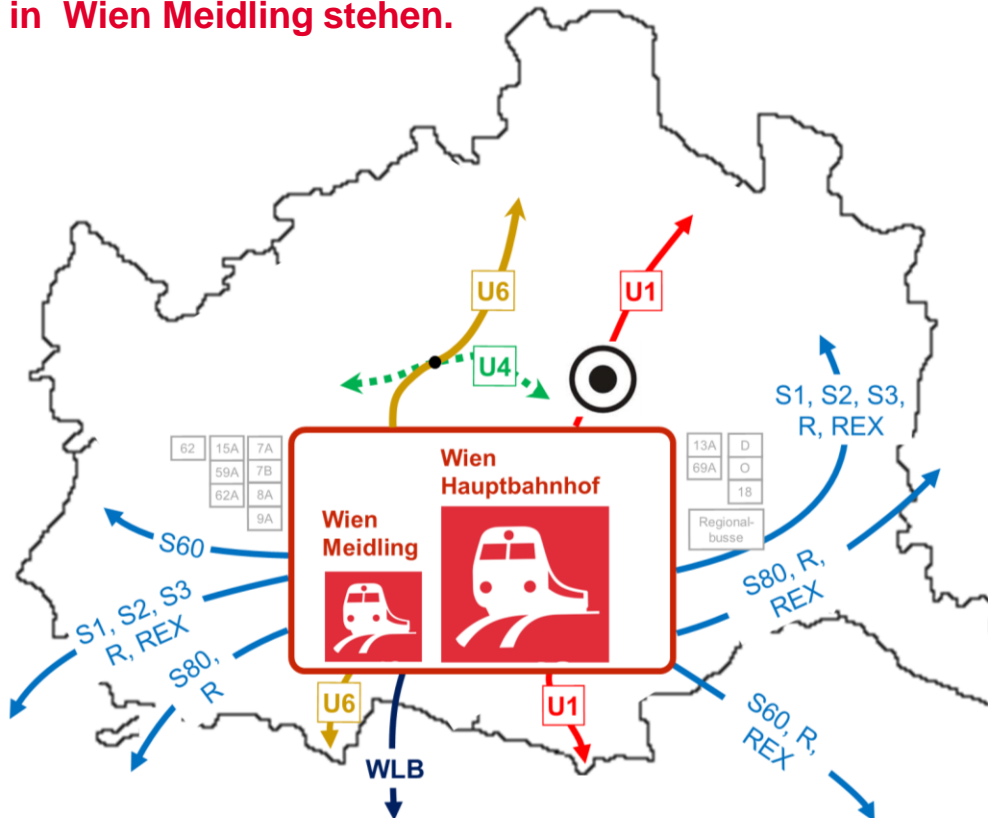 in Wien Meidling stehen.
U6
U1
U4
S1, S2, S3,
R, REX
62
15A
7A
59A
7B
62A
8A
9A
13A
D
69A
O
18
Regional-
busse
Wien
Hauptbahnhof
Wien
Meidling
S60
S1, S2, S3
R, REX
S80,
R
S80, R,
REX
S60, R,
REX
U6
U1
WLB